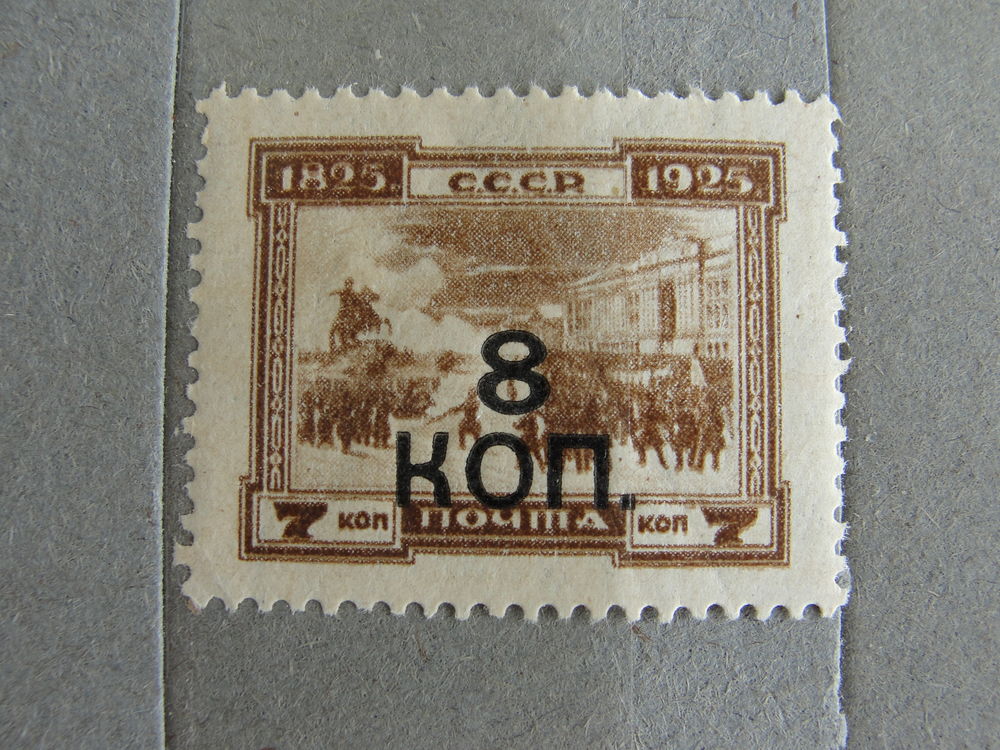 1825. С.С.С.Р. 1925.
8
КОП.
7 КОП ПОЧТА КОП 7